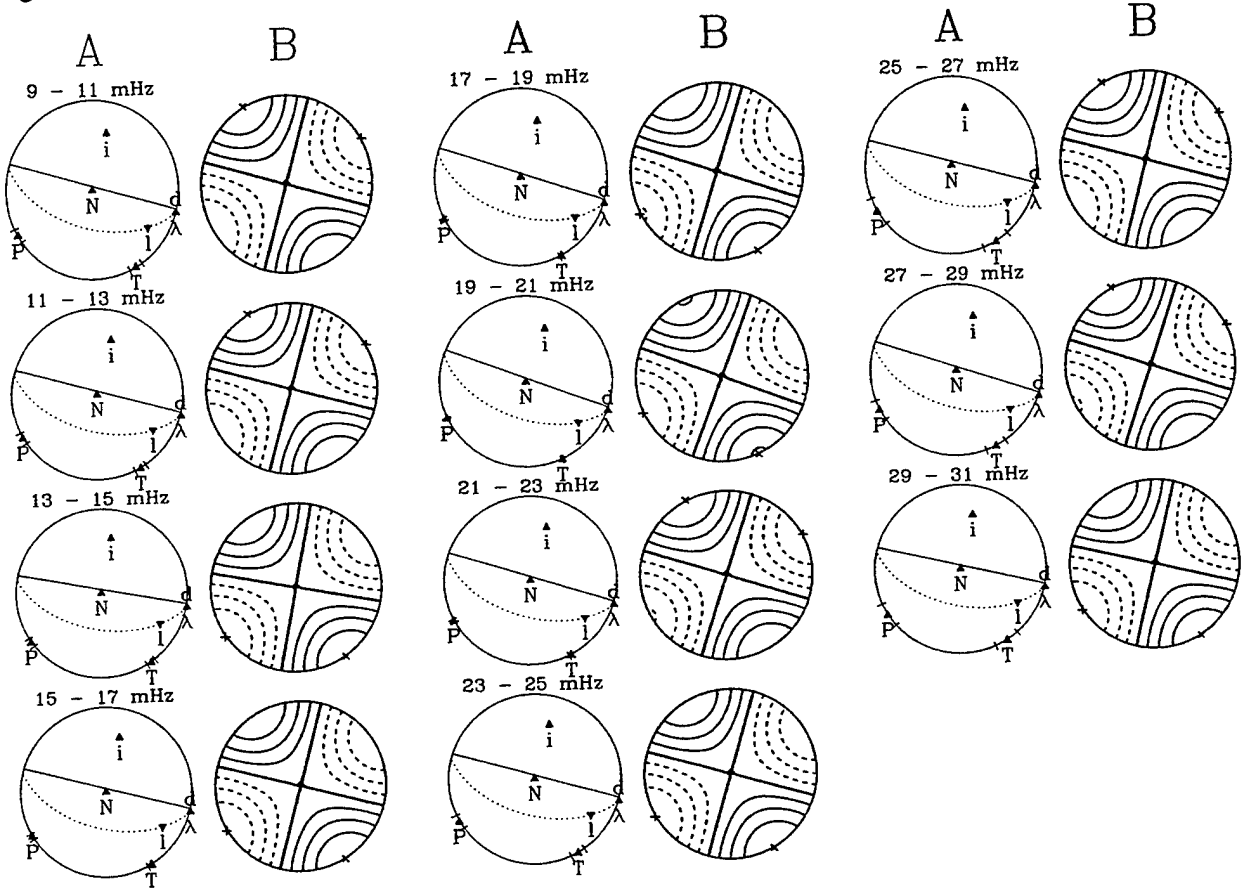 A B
9 – 11 mHz
i
N
d
λ
l
P
T
11 – 13 mHz
i
N
d
λ
l
P
T
13 – 15 mHz
i
N
d
λ
l
P
T
15 – 17 mHz
i
N
d
λ
l
P
T
A B
17 – 19 mHz
i
N
d
λ
l
P
T
19 – 21 mHz
i
N
d
λ
l
P
T
21 – 23 mHz
i
N
d
λ
l
P
T
23 – 25 mHz
i
N
d
λ
l
P
T
A B
25 – 27 mHz
i
N
d
λ
l
P
T
27 – 29 mHz
i
N
d
λ
l
P
T
29 – 31 mHz
i
N
d
λ
l
P
T